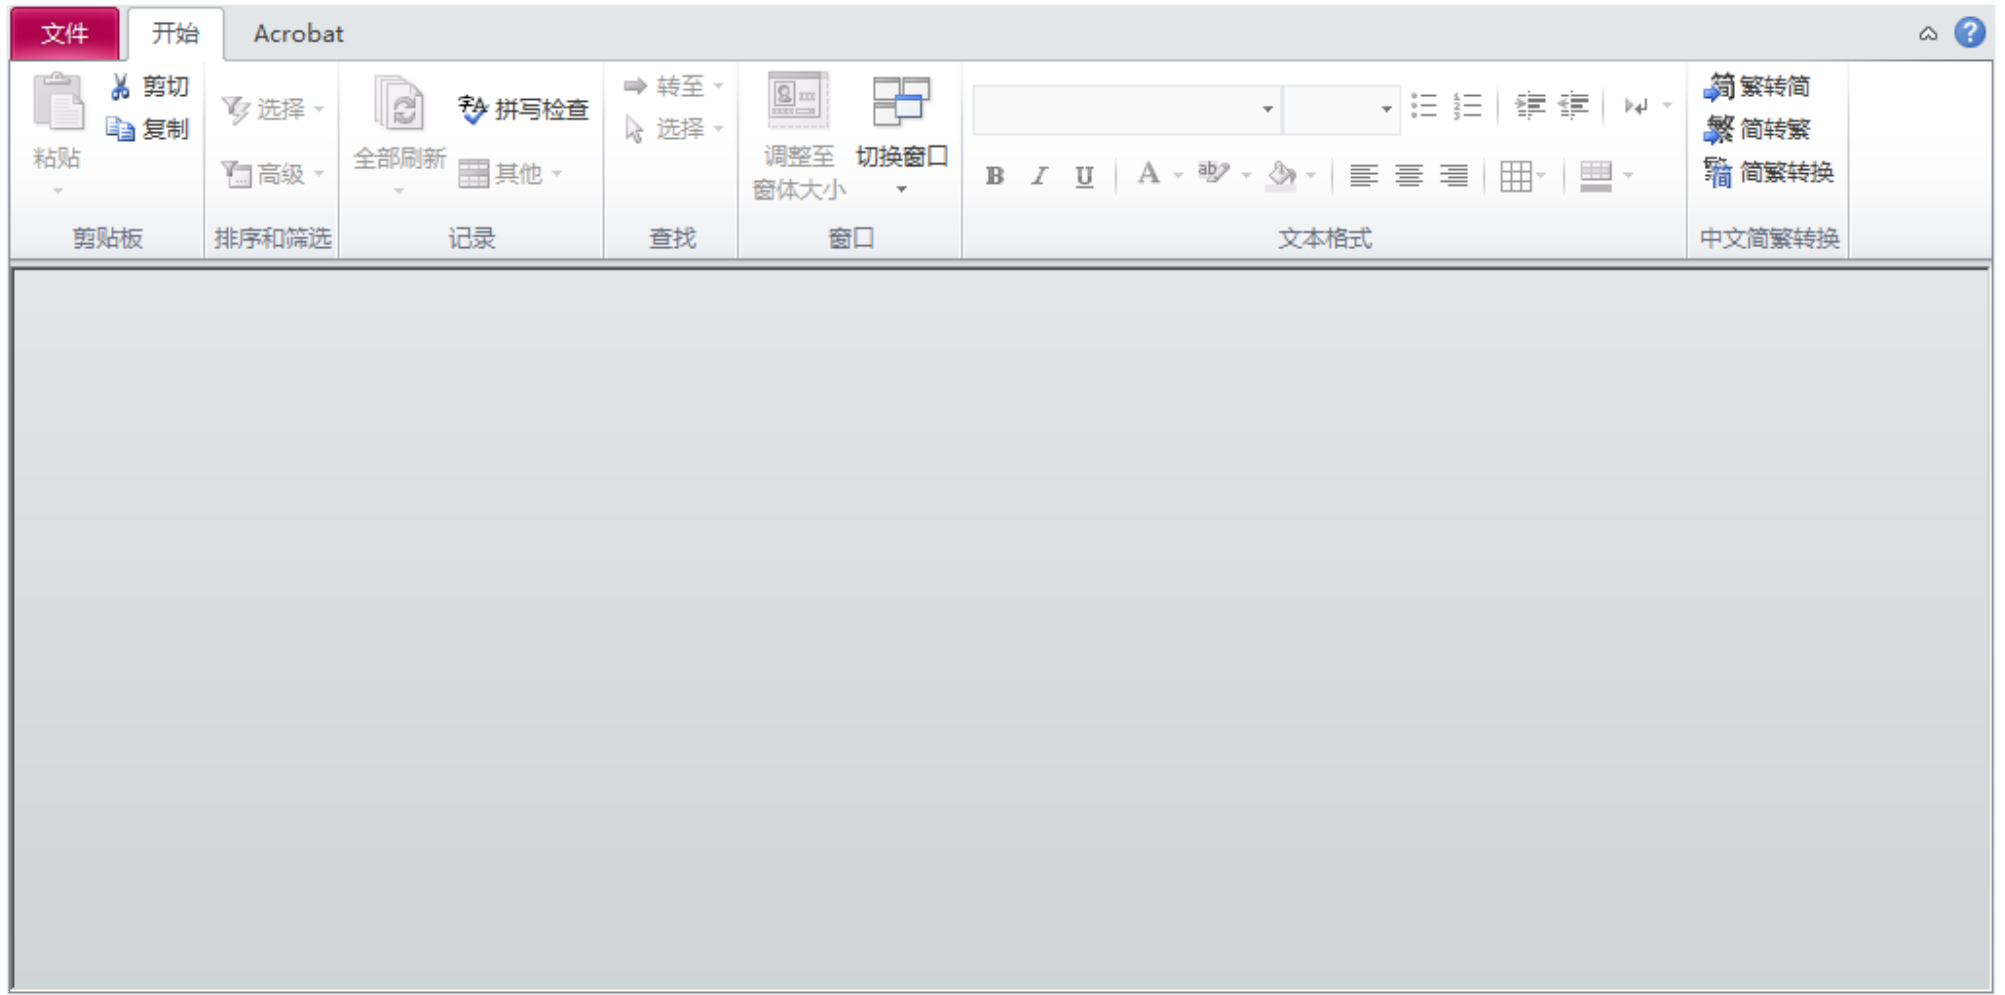 文件 开始 Acrobat
粘贴
剪切
复制
剪贴板
选择
高级
排序和筛选
全部刷新
拼写检查
其他
记录
转至
选择
查找
调整至
窗体大小
切换窗口
窗口
B I U A ab
文本格式
繁转简
简转繁
简繁转换
中文简繁转换